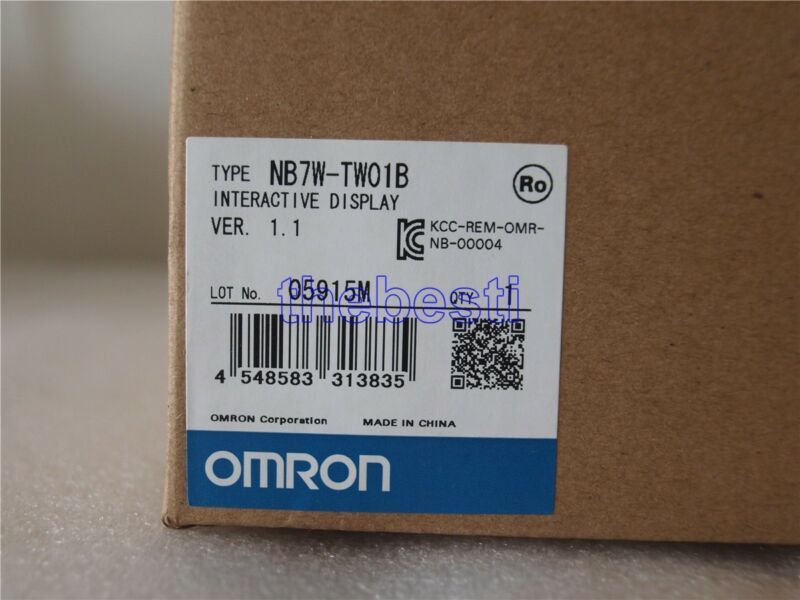 TYPE NB7W-TW01B
Ro
INTERACTIVE DISPLAY
VER. 1.1
KCC-REM-OMR-
NB-00004
LOT No. 05915M QTY. 1
thebesti
4 548583 313835
OMRON Corporation MADE IN CHINA
OMRON